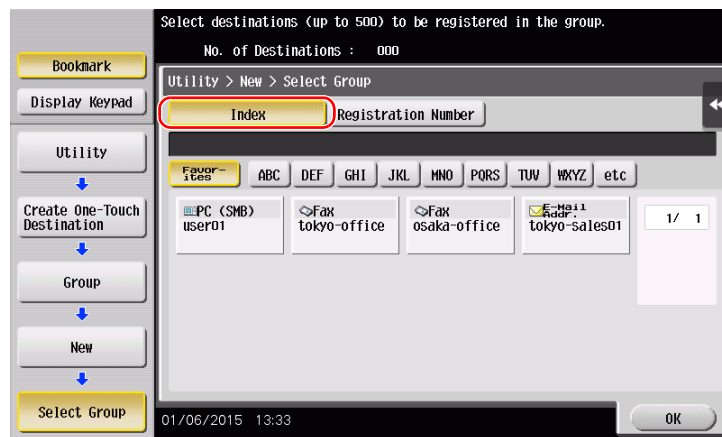 Select destinations (up to 500) to be registered in the group.
No. of Destinations : 000
Bookmark
Display Keypad
Utility
Create One-Touch
Destination
Group
New
Select Group
Utility > New > Select Group
Index Registration Number
Favor-
ites ABC DEF GHI JKL MNO PQRS TUV WXYZ etc
PC (SMB)
user01
Fax
tokyo-office
Fax
osaka-office
E-Mail
Addr.
tokyo-sales01
1/ 1
01/06/2015 13:33
OK